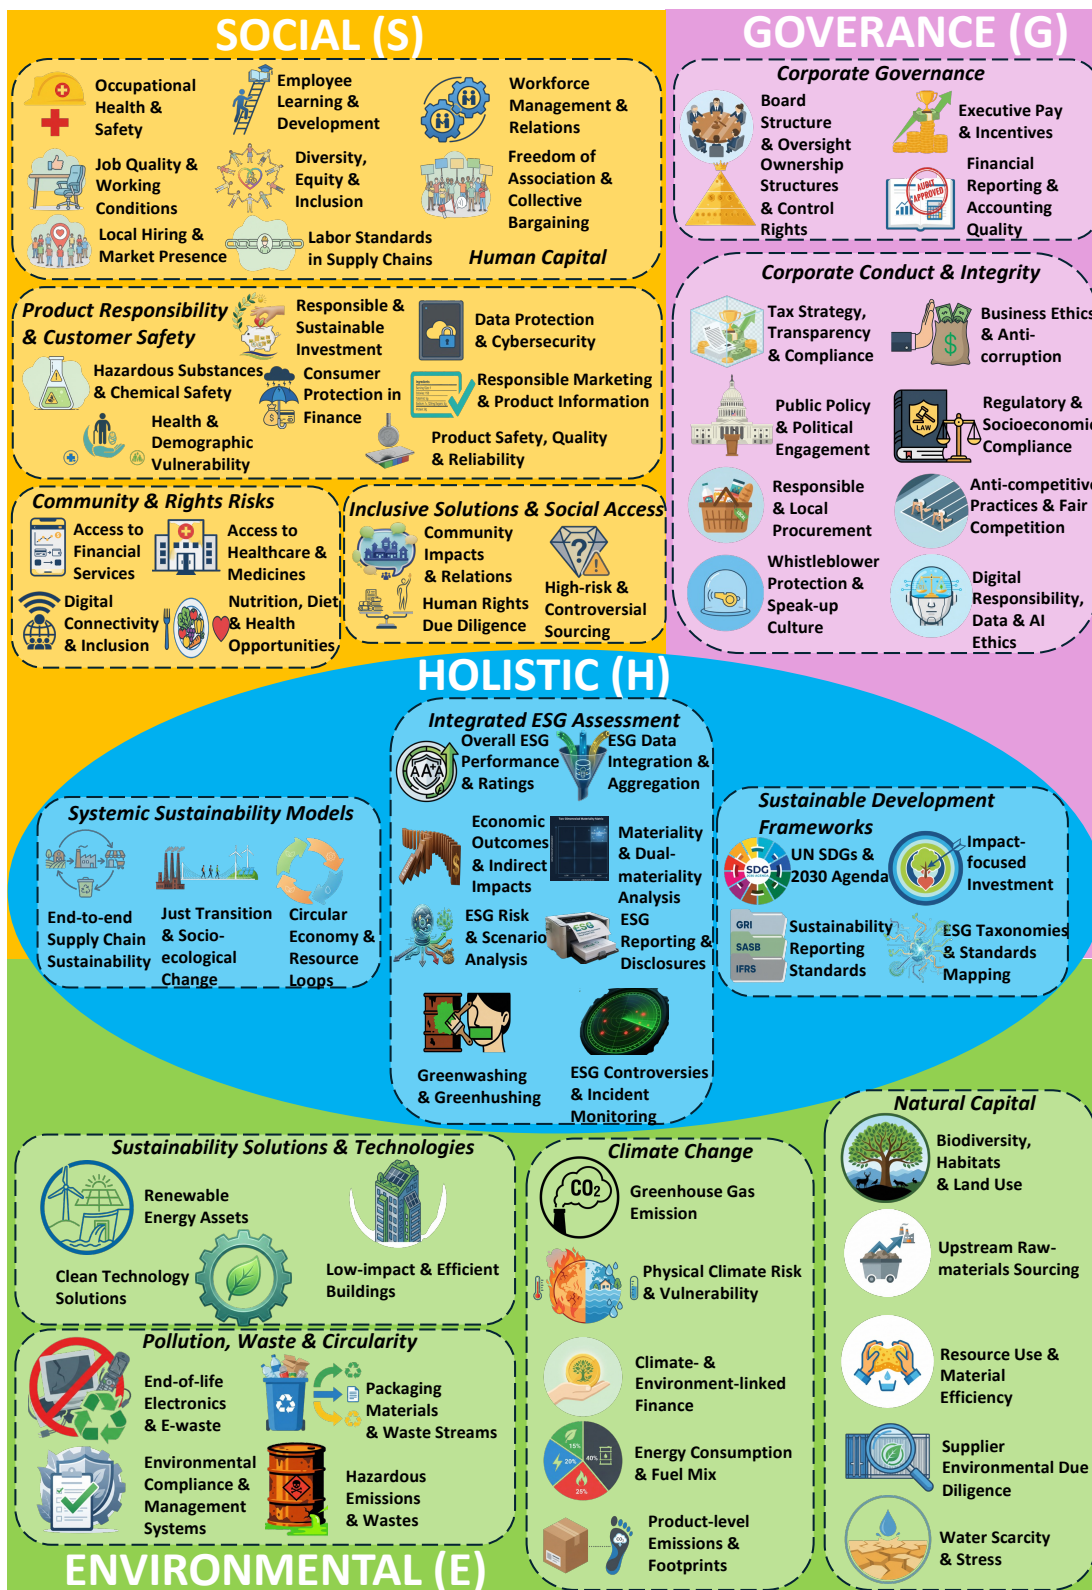 SOCIAL (S)
Occupational
Health &
Safety
Employee
Learning &
Development
Workforce
Management &
Relations
Job Quality &
Working
Conditions
Diversity,
Equity &
Inclusion
Freedom of
Association &
Collective
Bargaining
Local Hiring &
Market Presence
Labor Standards
in Supply Chains
Human Capital
Product Responsibility
& Customer Safety
Responsible &
Sustainable
Investment
Data Protection
& Cybersecurity
Hazardous Substances
& Chemical Safety
Consumer
Protection in
Finance
Responsible Marketing
& Product Information
Health &
Demographic
Vulnerability
Product Safety, Quality
& Reliability
Community & Rights Risks
Access to
Financial
Services
Access to
Healthcare &
Medicines
Digital
Connectivity
& Inclusion
Nutrition, Diet
& Health
Opportunities
Inclusive Solutions & Social Access
Community
Impacts
& Relations
Human Rights
Due Diligence
?
High-risk &
Controversial
Sourcing
GOVERANCE (G)
Corporate Governance
Board
Structure
& Oversight
Executive Pay
& Incentives
Ownership
Structures
& Control
Rights
AUDIT
APPROVED
Financial
Reporting &
Accounting
Quality
Corporate Conduct & Integrity
Tax Strategy,
Transparency
& Compliance
$
Business Ethics
& Anti-
corruption
Public Policy
& Political
Engagement
LAW
Regulatory &
Socioeconomic
Compliance
Responsible
& Local
Procurement
Anti-competitive
Practices & Fair
Competition
Whistleblower
Protection &
Speak-up
Culture
Digital
Responsibility,
Data & AI
Ethics
HOLISTIC (H)
Systemic Sustainability Models
End-to-end
Supply Chain
Sustainability
Just Transition
& Socio-
ecological
Change
Circular
Economy &
Resource
Loops
Integrated ESG Assessment
AA+A
Overall ESG
Performance
& Ratings
ESG Data
Integration &
Aggregation
$
Economic
Outcomes
& Indirect
Impacts
Materiality
& Dual-
materiality
Analysis
ESG Risk
& Scenario
Analysis
ESG
ESG
Reporting &
Disclosures
Greenwashing
& Greenhushing
ESG Controversies
& Incident
Monitoring
Sustainable Development
Frameworks
SDG
UN SDGs &
2030 Agenda
Impact-
focused
Investment
GRI
SASB
IFRS
Sustainability
Reporting
Standards
ESG Taxonomies
& Standards
Mapping
Sustainability Solutions & Technologies
Renewable
Energy Assets
Clean Technology
Solutions
Low-impact & Efficient
Buildings
Pollution, Waste & Circularity
End-of-life
Electronics
& E-waste
Packaging
Materials
& Waste Streams
Environmental
Compliance &
Management
Systems
Hazardous
Emissions
& Wastes
ENVIRONMENTAL (E)
Climate Change
CO2
Greenhouse Gas
Emission
Physical Climate Risk
& Vulnerability
Climate- &
Environment-linked
Finance
15%
20%
40%
25%
Energy Consumption
& Fuel Mix
CO2
Product-level
Emissions &
Footprints
Natural Capital
Biodiversity,
Habitats
& Land Use
Upstream Raw-
materials Sourcing
Resource Use &
Material
Efficiency
Supplier
Environmental Due
Diligence
Water Scarcity
& Stress